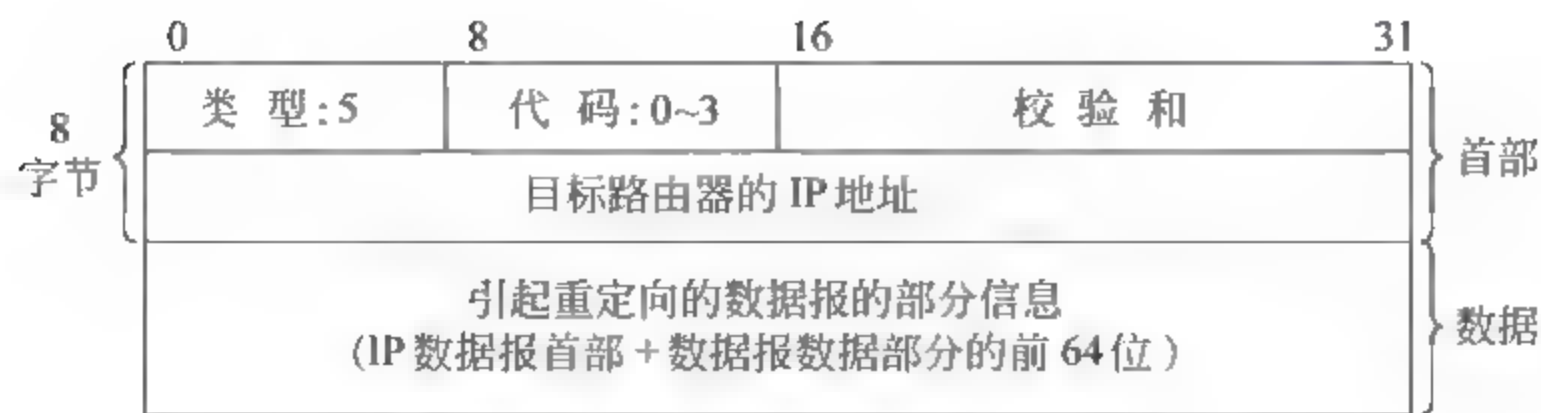 0 8 16 31
类 型:5 代 码:0~3 校 验 和
8
字节
首部
目标路由器的 IP 地址
引起重定向的数据报的部分信息
(IP 数据报首部 + 数据报数据部分的前 64 位)
数据